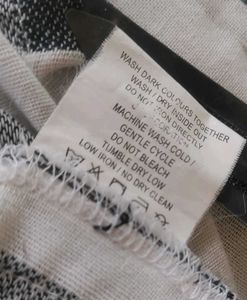 WASH DARK COLOURS TOGETHER
WASH / DRY INSIDE OUT
DO NOT IRON DIRECTLY
MACHINE WASH COLD /
GENTLE CYCLE
DO NOT BLEACH
TUMBLE DRY LOW
LOW IRON / NO DRY CLEAN